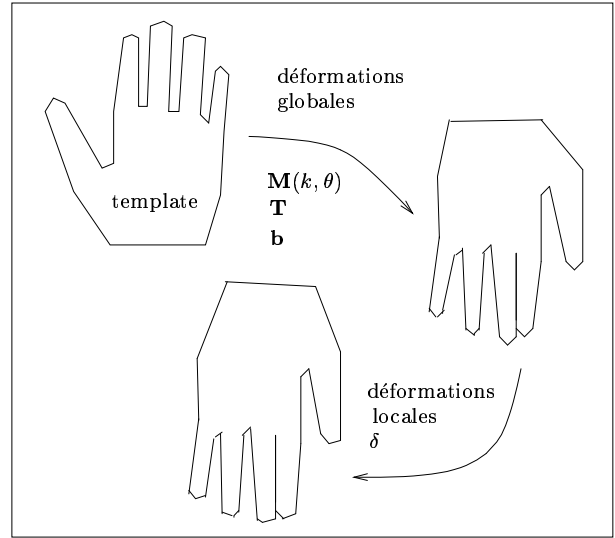 déformations
globales
M(k, θ)
template
T
b
déformations
locales
δ